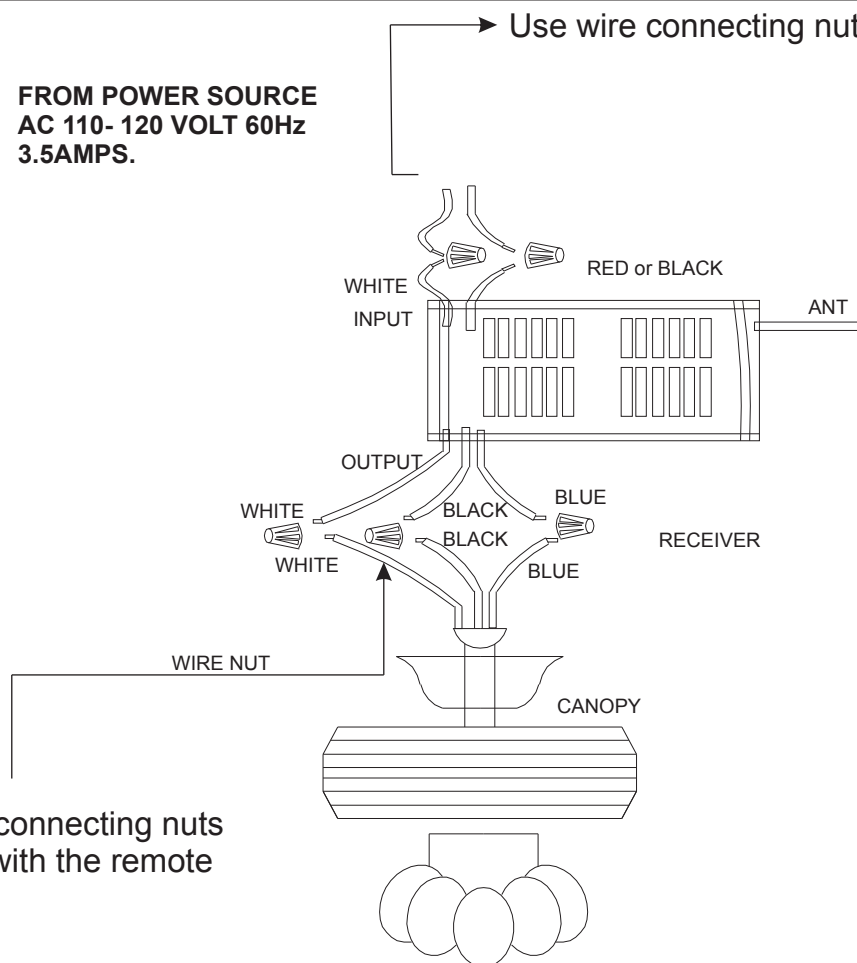 Use wire connecting nut
FROM POWER SOURCE
AC 110- 120 VOLT 60Hz
3.5AMPS.
RED or BLACK
WHITE
INPUT
ANT
OUTPUT
WHITE
BLACK
BLUE
BLACK
RECEIVER
WHITE
BLUE
WIRE NUT
CANOPY
connecting nuts
with the remote